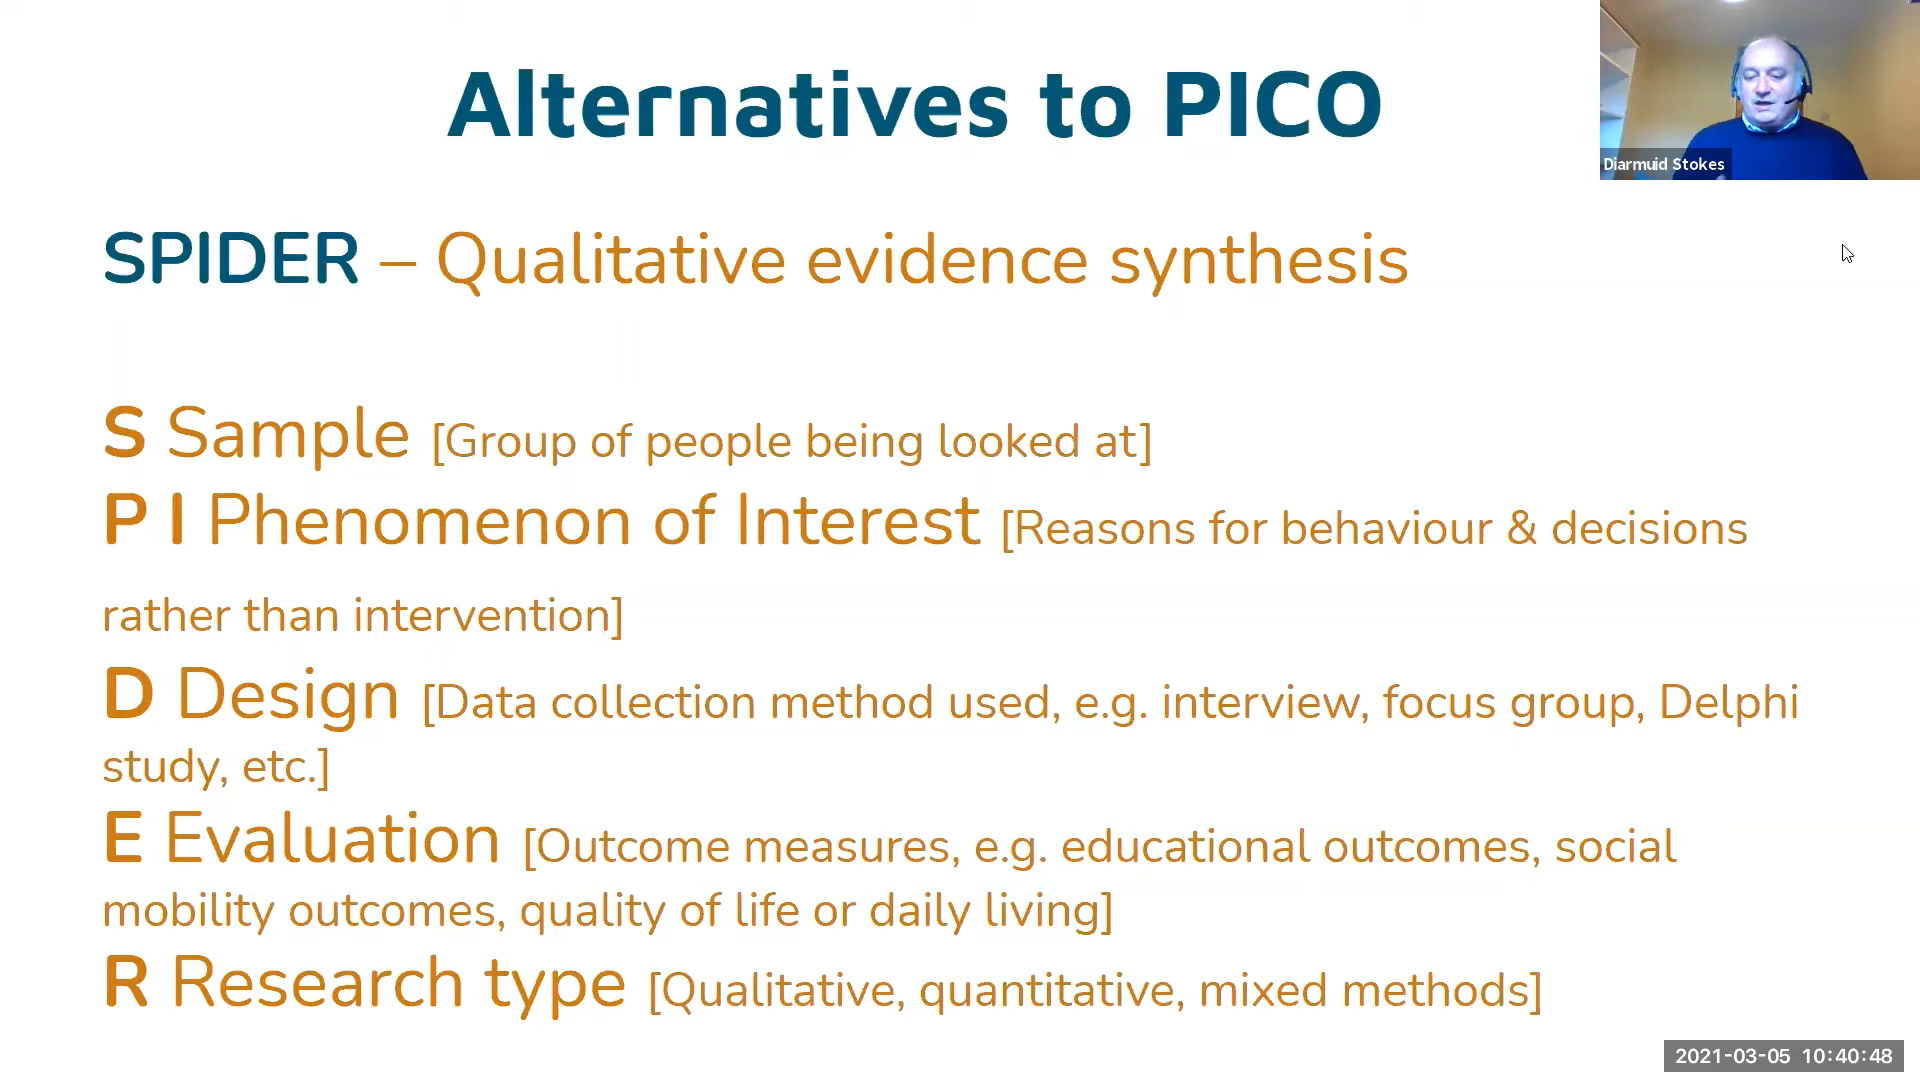 Alternatives to PICO
Diarmuid Stokes
SPIDER – Qualitative evidence synthesis
S Sample [Group of people being looked at]
P I Phenomenon of Interest [Reasons for behaviour & decisions
rather than intervention]
D Design [Data collection method used, e.g. interview, focus group, Delphi
study, etc.]
E Evaluation [Outcome measures, e.g. educational outcomes, social
mobility outcomes, quality of life or daily living]
R Research type [Qualitative, quantitative, mixed methods]
2021-03-05 10:40:48